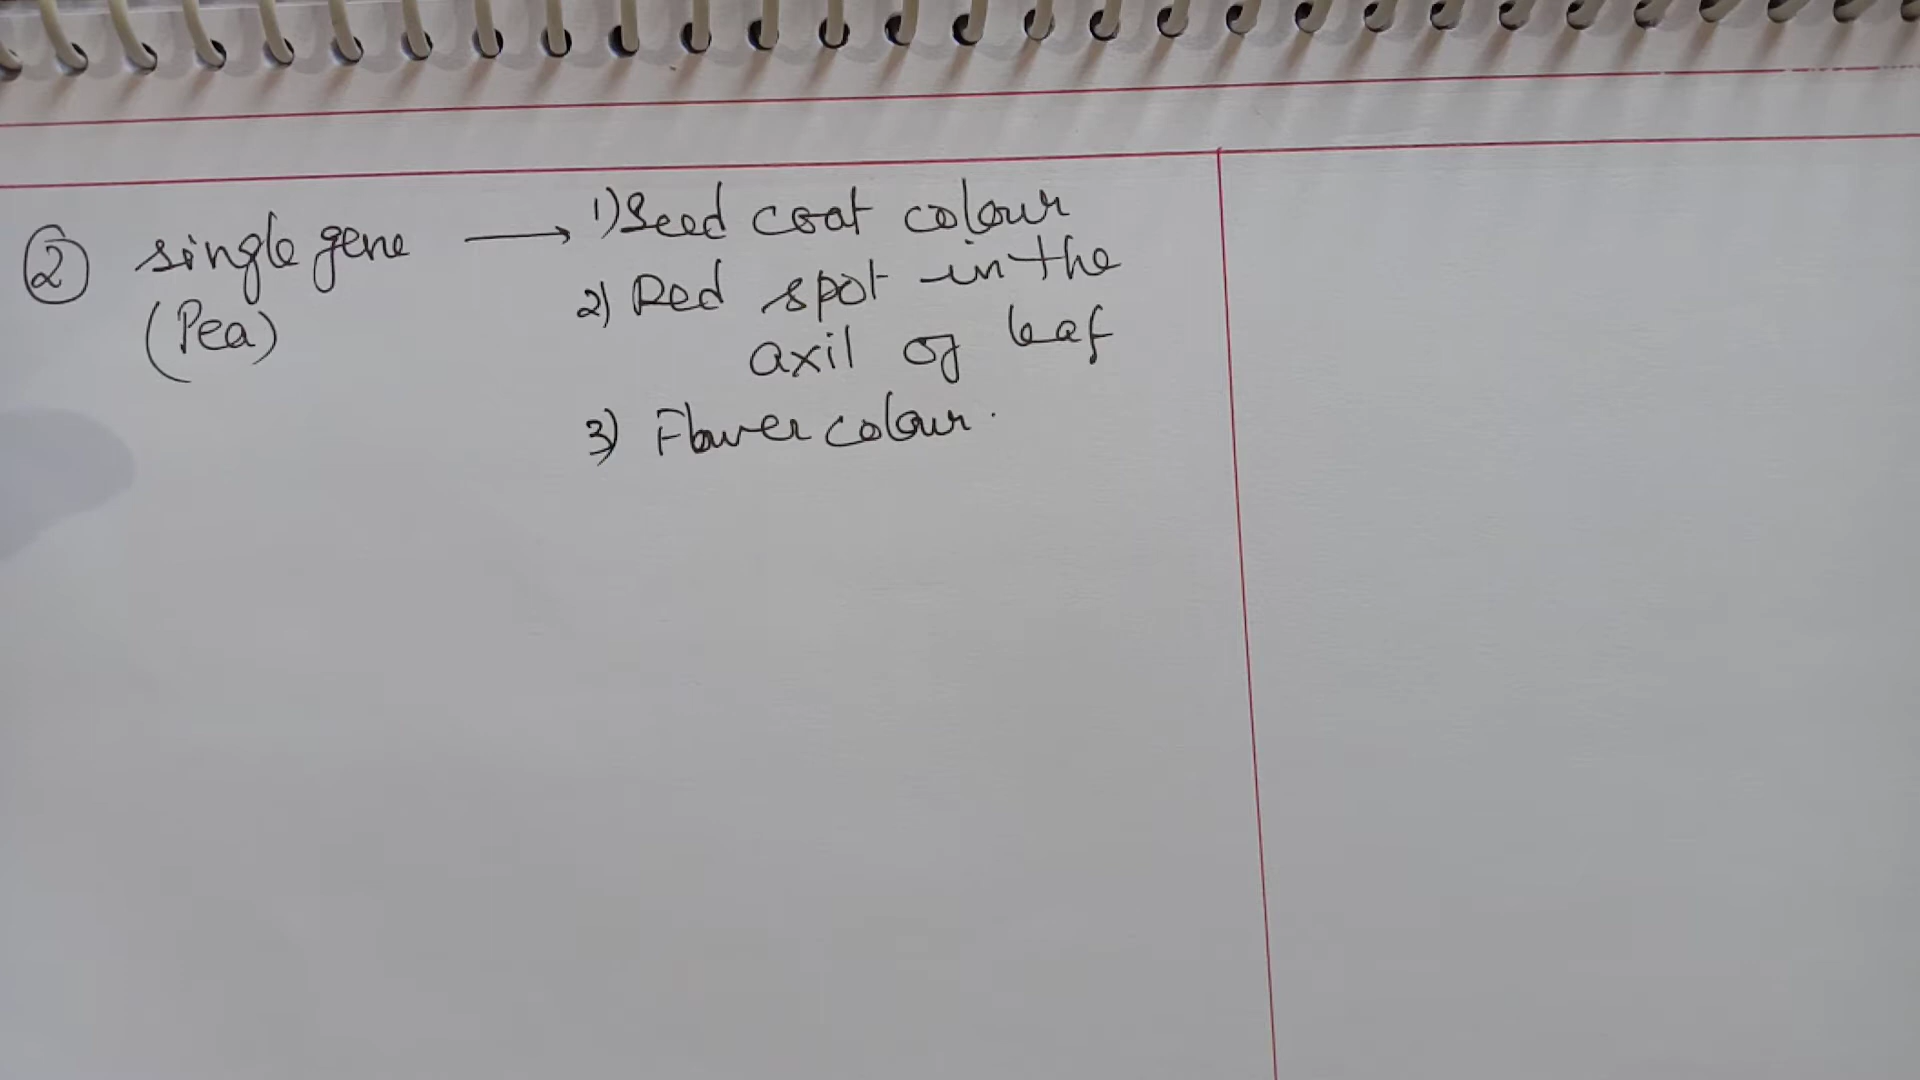 ② single gene → 1) Seed coat colour
(Pea)
2) Red spot in the
axil of leaf
3) Flower colour.